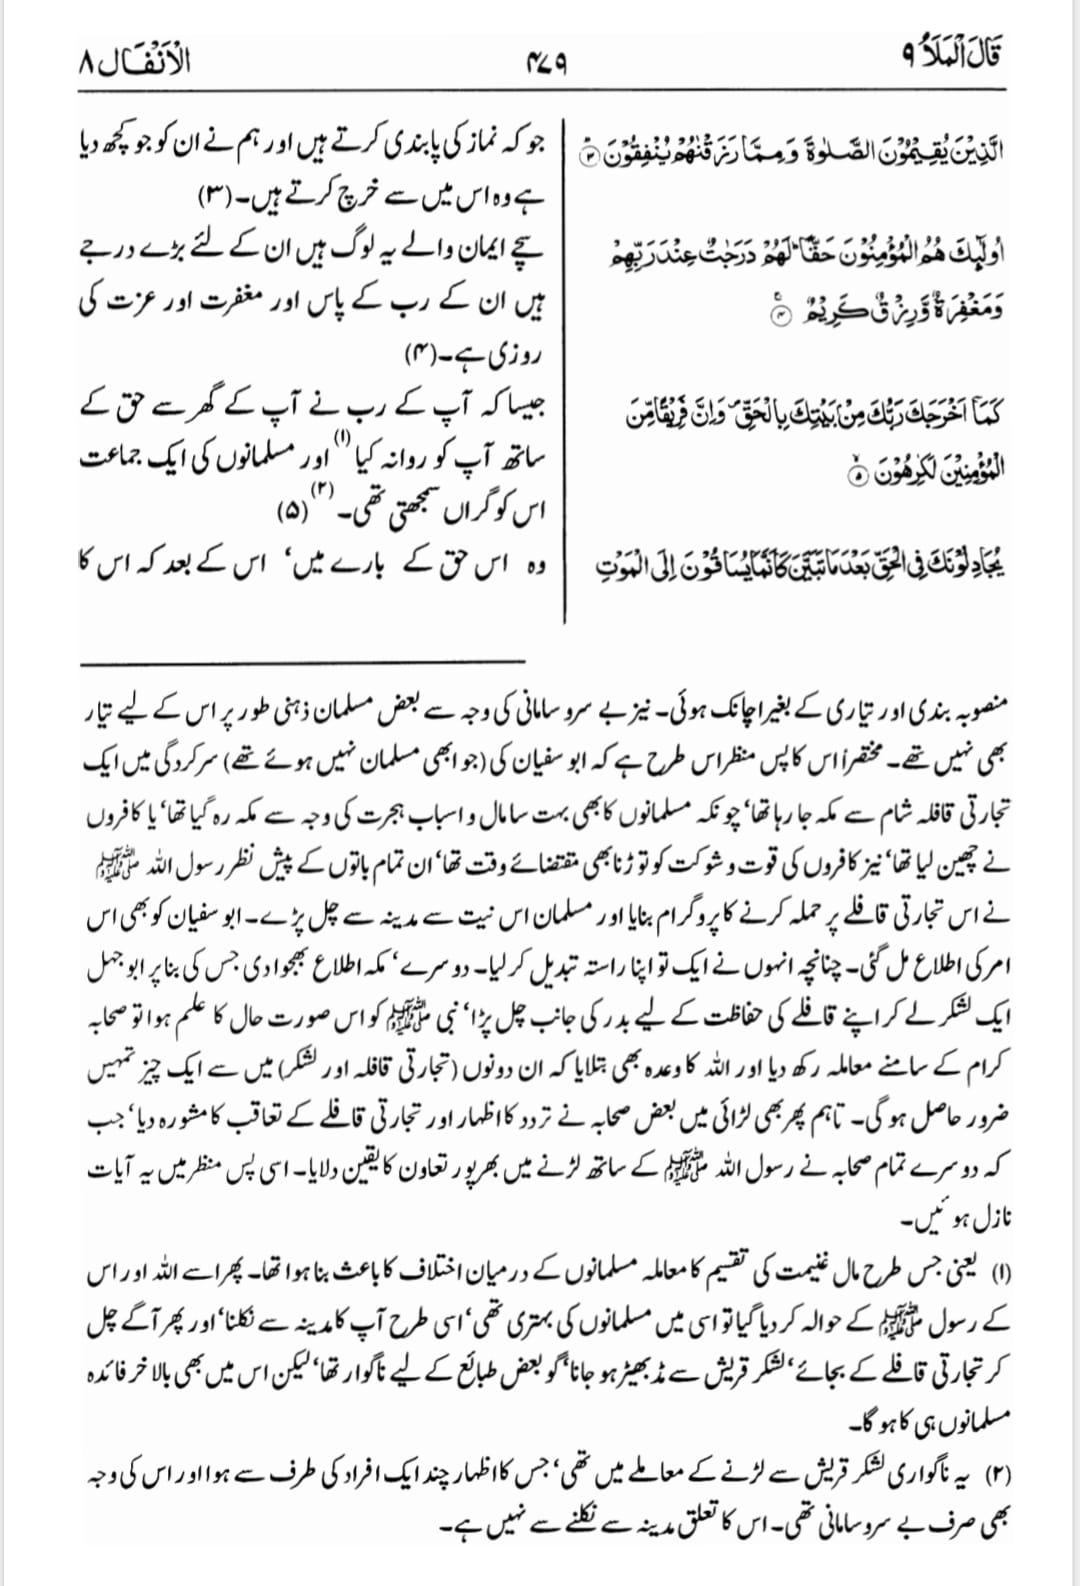 قَالَ الْمَلَأُ ۹
۴۷۹
الْاَنْفَال ۸
الَّذِيْنَ يُقِيْمُوْنَ الصَّلٰوةَ وَمِمَّا رَزَقْنٰهُمْ يُنْفِقُوْنَ ۳
اُولٰٓئِكَ هُمُ الْمُؤْمِنُوْنَ حَقًّا ۭ لَهُمْ دَرَجٰتٌ عِنْدَ رَبِّهِمْ
وَمَغْفِرَةٌ وَّرِزْقٌ كَرِيْمٌ ۴
كَمَآ اَخْرَجَكَ رَبُّكَ مِنْۢ بَيْتِكَ بِالْحَقِّ ۠ وَاِنَّ فَرِيْقًا مِّنَ
الْمُؤْمِنِيْنَ لَكٰرِهُوْنَ ۵
يُجَادِلُوْنَكَ فِي الْحَقِّ بَعْدَ مَا تَبَيَّنَ كَاَنَّمَا يُسَاقُوْنَ اِلَى الْمَوْتِ
جو کہ نماز کی پابندی کرتے ہیں اور ہم نے ان کو جو کچھ دیا
ہے وہ اس میں سے خرچ کرتے ہیں۔ (۳)
سچے ایمان والے یہ لوگ ہیں ان کے لئے بڑے درجے
ہیں ان کے رب کے پاس اور مغفرت اور عزت کی
روزی ہے۔ (۴)
جیسا کہ آپ کے رب نے آپ کے گھر سے حق کے
ساتھ آپ کو روانہ کیا (۱) اور مسلمانوں کی ایک جماعت
اس کو گراں سمجھتی تھی۔ (۲) (۵)
وہ اس حق کے بارے میں‘ اس کے بعد کہ اس کا
منصوبہ بندی اور تیاری کے بغیر اچانک ہوئی۔ نیز بے سروسامانی کی وجہ سے بعض مسلمان ذہنی طور پر اس کے لیے تیار
بھی نہیں تھے۔ مختصراً اس کا پس منظر اس طرح ہے کہ ابو سفیان کی (جو ابھی مسلمان نہیں ہوئے تھے) سرکردگی میں ایک
تجارتی قافلہ شام سے مکہ جا رہا تھا‘ چونکہ مسلمانوں کا بھی بہت سا مال و اسباب ہجرت کی وجہ سے مکہ رہ گیا تھا‘ یا کافروں
نے چھین لیا تھا‘ نیز کافروں کی قوت و شوکت کو توڑنا بھی مقتضائے وقت تھا‘ ان تمام باتوں کے پیش نظر رسول اللہ ﷺ
نے اس تجارتی قافلے پر حملہ کرنے کا پروگرام بنایا اور مسلمان اس نیت سے مدینہ سے چل پڑے۔ ابو سفیان کو بھی اس
امر کی اطلاع مل گئی۔ چنانچہ انہوں نے ایک تو اپنا راستہ تبدیل کر لیا۔ دوسرے‘ مکہ اطلاع بھجوا دی جس کی بنا پر ابو جہل
ایک لشکر لے کر اپنے قافلے کی حفاظت کے لیے بدر کی جانب چل پڑا‘ نبی ﷺ کو اس صورت حال کا علم ہوا تو صحابہ
کرام کے سامنے معاملہ رکھ دیا اور اللہ کا وعدہ بھی بتلایا کہ ان دونوں (تجارتی قافلہ اور لشکر) میں سے ایک چیز تمہیں
ضرور حاصل ہو گی۔ تاہم پھر بھی لڑائی میں بعض صحابہ نے تردد کا اظہار اور تجارتی قافلے کے تعاقب کا مشورہ دیا‘ جب
کہ دوسرے تمام صحابہ نے رسول اللہ ﷺ کے ساتھ لڑنے میں بھرپور تعاون کا یقین دلایا۔ اسی پس منظر میں یہ آیات
نازل ہوئیں۔
(۱) یعنی جس طرح مال غنیمت کی تقسیم کا معاملہ مسلمانوں کے درمیان اختلاف کا باعث بنا ہوا تھا۔ پھر اسے اللہ اور اس
کے رسول ﷺ کے حوالہ کر دیا گیا تو اسی میں مسلمانوں کی بہتری تھی‘ اسی طرح آپ کا مدینہ سے نکلنا‘ اور پھر آگے چل
کر تجارتی قافلے کے بجائے‘ لشکر قریش سے مڈبھیڑ ہو جانا‘ گو بعض طبائع کے لیے ناگوار تھا‘ لیکن اس میں بھی بالآخر فائدہ
مسلمانوں ہی کا ہو گا۔
(۲) یہ ناگواری لشکر قریش سے لڑنے کے معاملے میں تھی‘ جس کا اظہار چند ایک افراد کی طرف سے ہوا اور اس کی وجہ
بھی صرف بے سروسامانی تھی۔ اس کا تعلق مدینہ سے نکلنے سے نہیں ہے۔